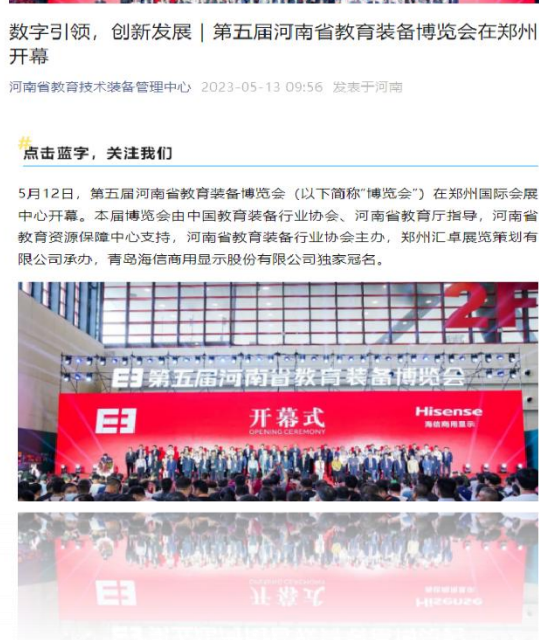 数字引领，创新发展 | 第五届河南省教育装备博览会在郑州
开幕
河南省教育技术装备管理中心 2023-05-13 09:56 发表于河南
#
点击蓝字，关注我们
5月12日，第五届河南省教育装备博览会（以下简称“博览会”）在郑州国际会展
中心开幕。本届博览会由中国教育装备行业协会、河南省教育厅指导，河南省
教育资源保障中心支持，河南省教育装备行业协会主办，郑州汇卓展览策划有
限公司承办，青岛海信商用显示股份有限公司独家冠名。
第五届河南省教育装备博览会
开幕式
OPENING CEREMONY
Hisense
海信商用显示